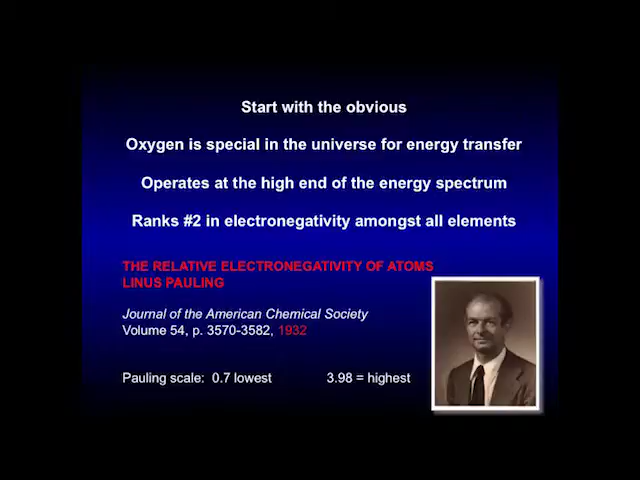 Start with the obvious
Oxygen is special in the universe for energy transfer
Operates at the high end of the energy spectrum
Ranks #2 in electronegativity amongst all elements
THE RELATIVE ELECTRONEGATIVITY OF ATOMS
LINUS PAULING
Journal of the American Chemical Society
Volume 54, p. 3570-3582, 1932
Pauling scale: 0.7 lowest 3.98 = highest